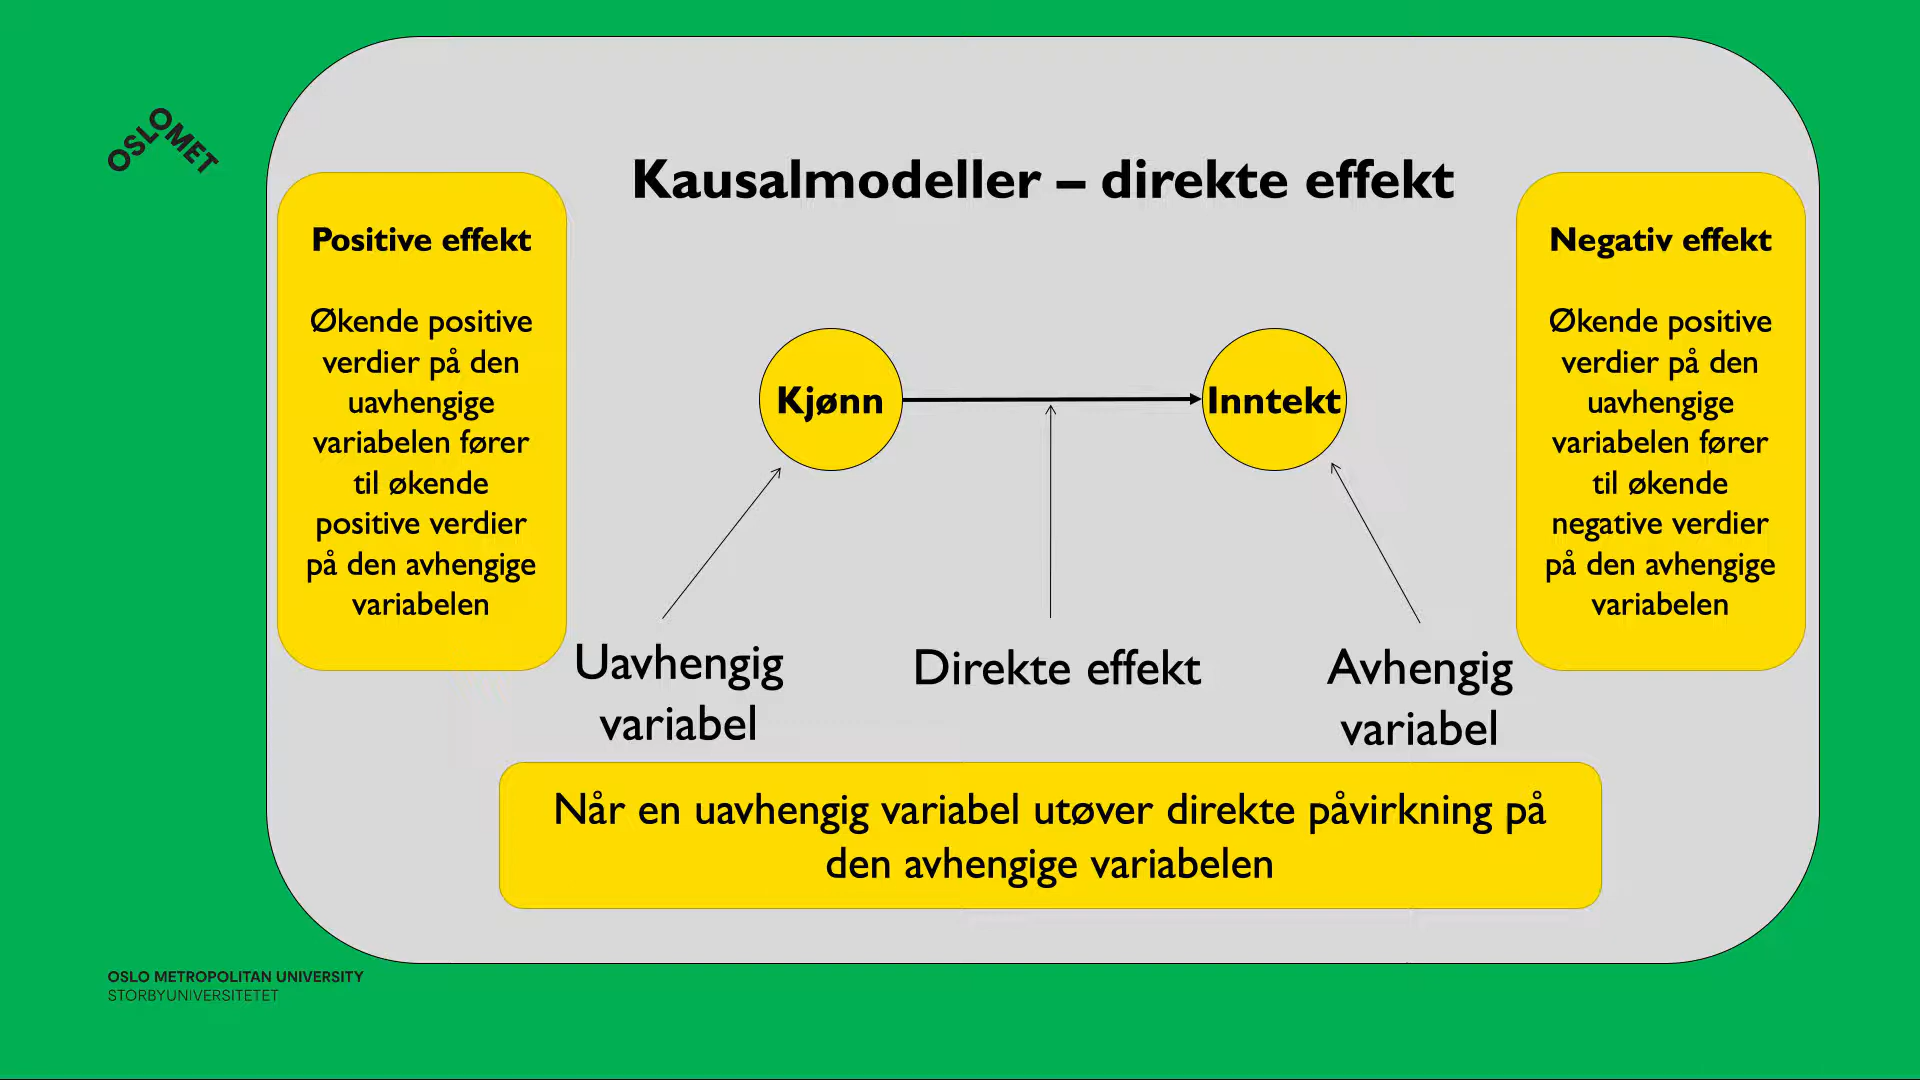 OSLOMET
Kausalmodeller – direkte effekt
Positive effekt
Økende positive
verdier på den
uavhengige
variabelen fører
til økende
positive verdier
på den avhengige
variabelen
Kjønn
Inntekt
Uavhengig
variabel
Direkte effekt
Avhengig
variabel
Negativ effekt
Økende positive
verdier på den
uavhengige
variabelen fører
til økende
negative verdier
på den avhengige
variabelen
Når en uavhengig variabel utøver direkte påvirkning på
den avhengige variabelen
OSLO METROPOLITAN UNIVERSITY
STORBYUNIVERSITETET